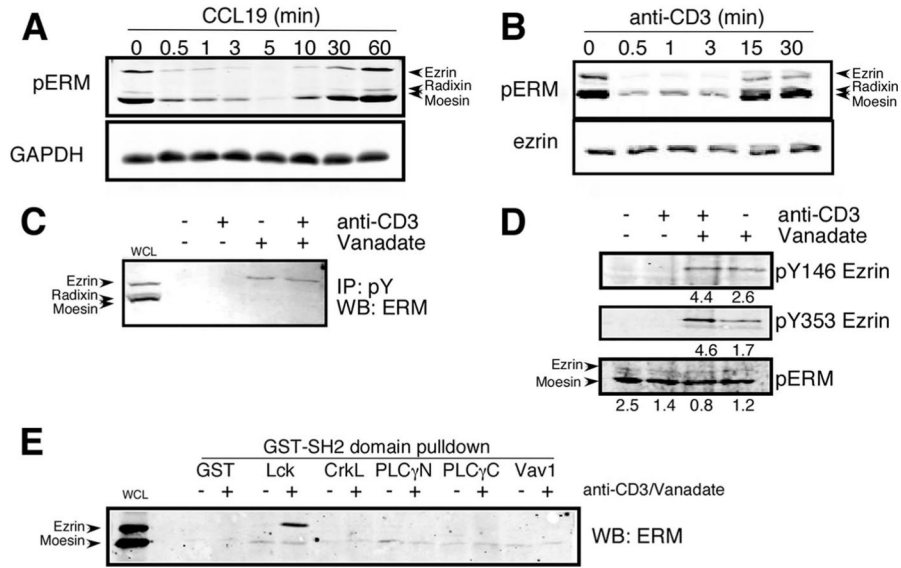 A
CCL19 (min)
0 0.5 1 3 5 10 30 60
pERM
Ezrin
Radixin
Moesin
GAPDH
B
anti-CD3 (min)
0 0.5 1 3 15 30
pERM
Ezrin
Radixin
Moesin
ezrin
C
- + - + anti-CD3
- - + + Vanadate
WCL
Ezrin
Radixin
Moesin
IP: pY
WB: ERM
D
- + + - anti-CD3
- - + + Vanadate
pY146 Ezrin
4.4 2.6
pY353 Ezrin
4.6 1.7
Ezrin
Moesin
pERM
2.5 1.4 0.8 1.2
E
GST-SH2 domain pulldown
GST Lck CrkL PLCγN PLCγC Vav1
WCL - + - + - + - + - + - + anti-CD3/Vanadate
Ezrin
Moesin
WB: ERM